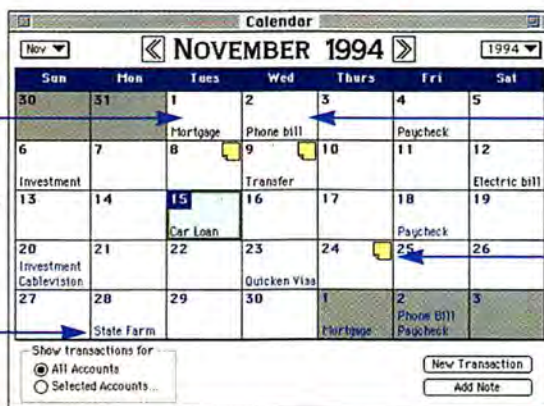 Calendar
Nov
NOVEMBER 1994
1994
Sun Mon Tues Wed Thurs Fri Sat
30 31 1 2 3 4 5
Mortgage Phone bill Paycheck
6 7 8 9 10 11 12
Investment Transfer Electric bill
13 14 15 16 17 18 19
Car Loan Paycheck
20 21 22 23 24 25 26
Investment
Cablevision Quicken Visa
27 28 29 30 1 2 3
Phone Bill
State Farm Mortgage Paycheck
Show transactions for
All Accounts
Selected Accounts...
New Transaction
Add Note